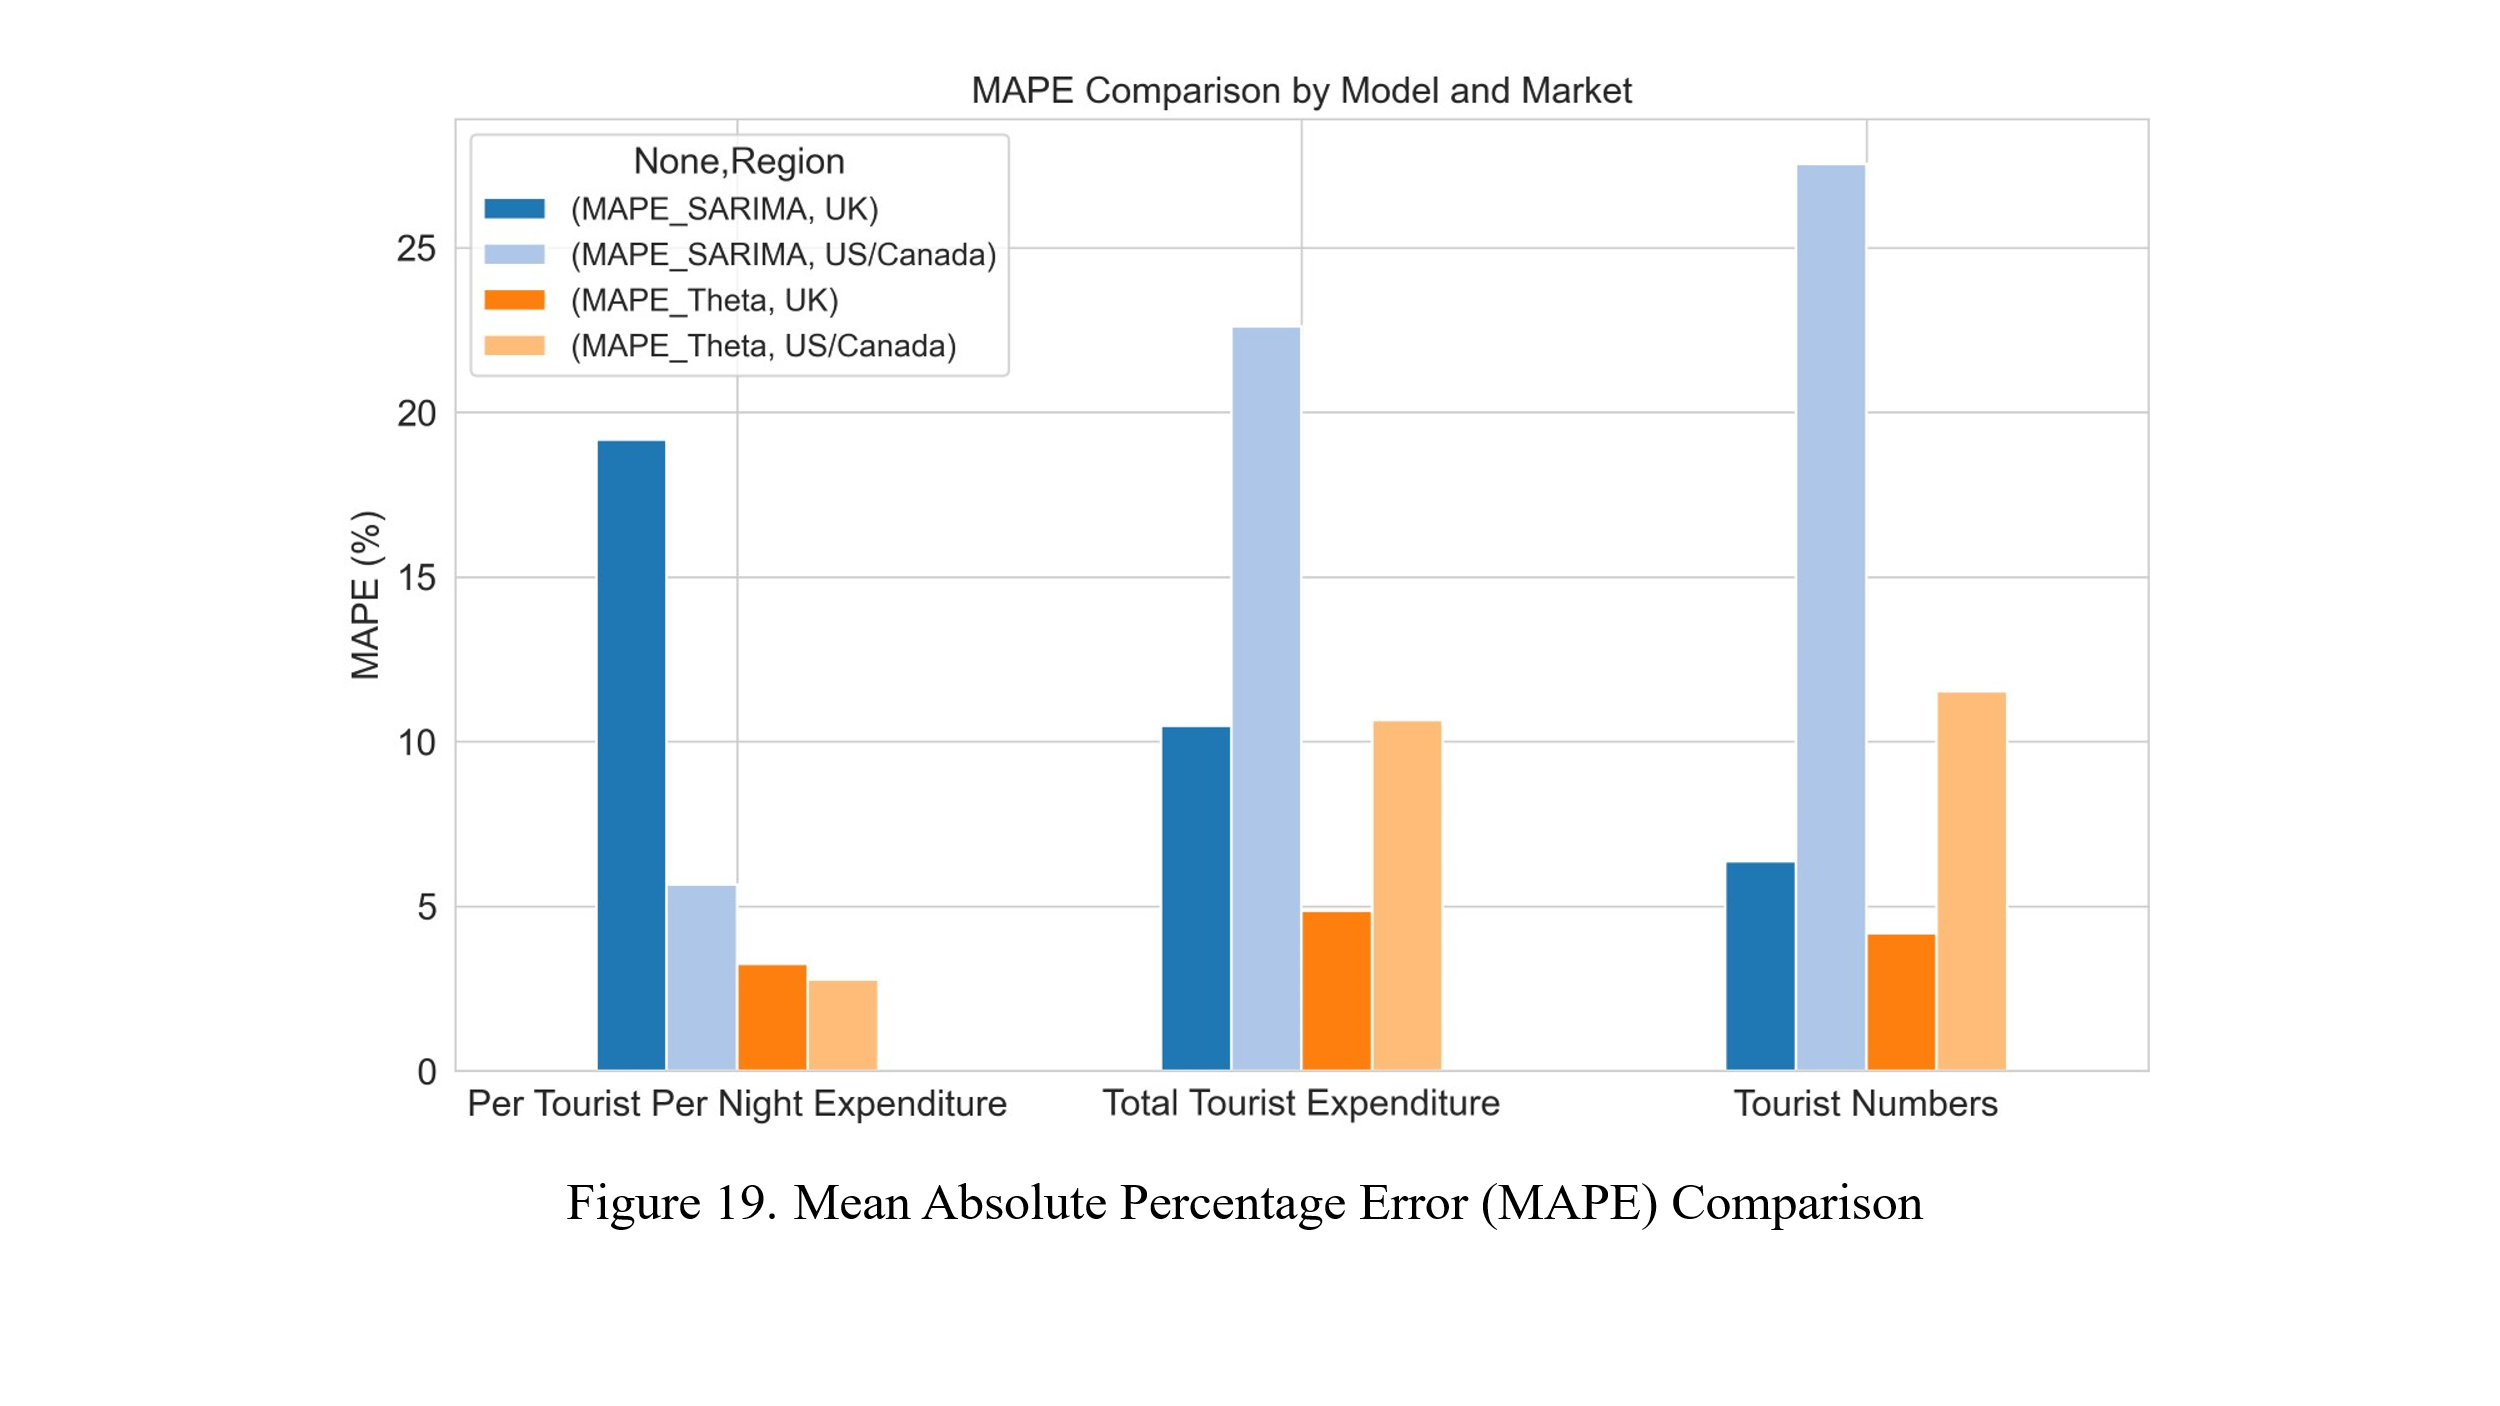 MAPE Comparison by Model and Market
None,Region
(MAPE_SARIMA, UK)
(MAPE_SARIMA, US/Canada)
(MAPE_Theta, UK)
(MAPE_Theta, US/Canada)
MAPE (%)
25
20
15
10
5
0
Per Tourist Per Night Expenditure
Total Tourist Expenditure
Tourist Numbers
Figure 19. Mean Absolute Percentage Error (MAPE) Comparison